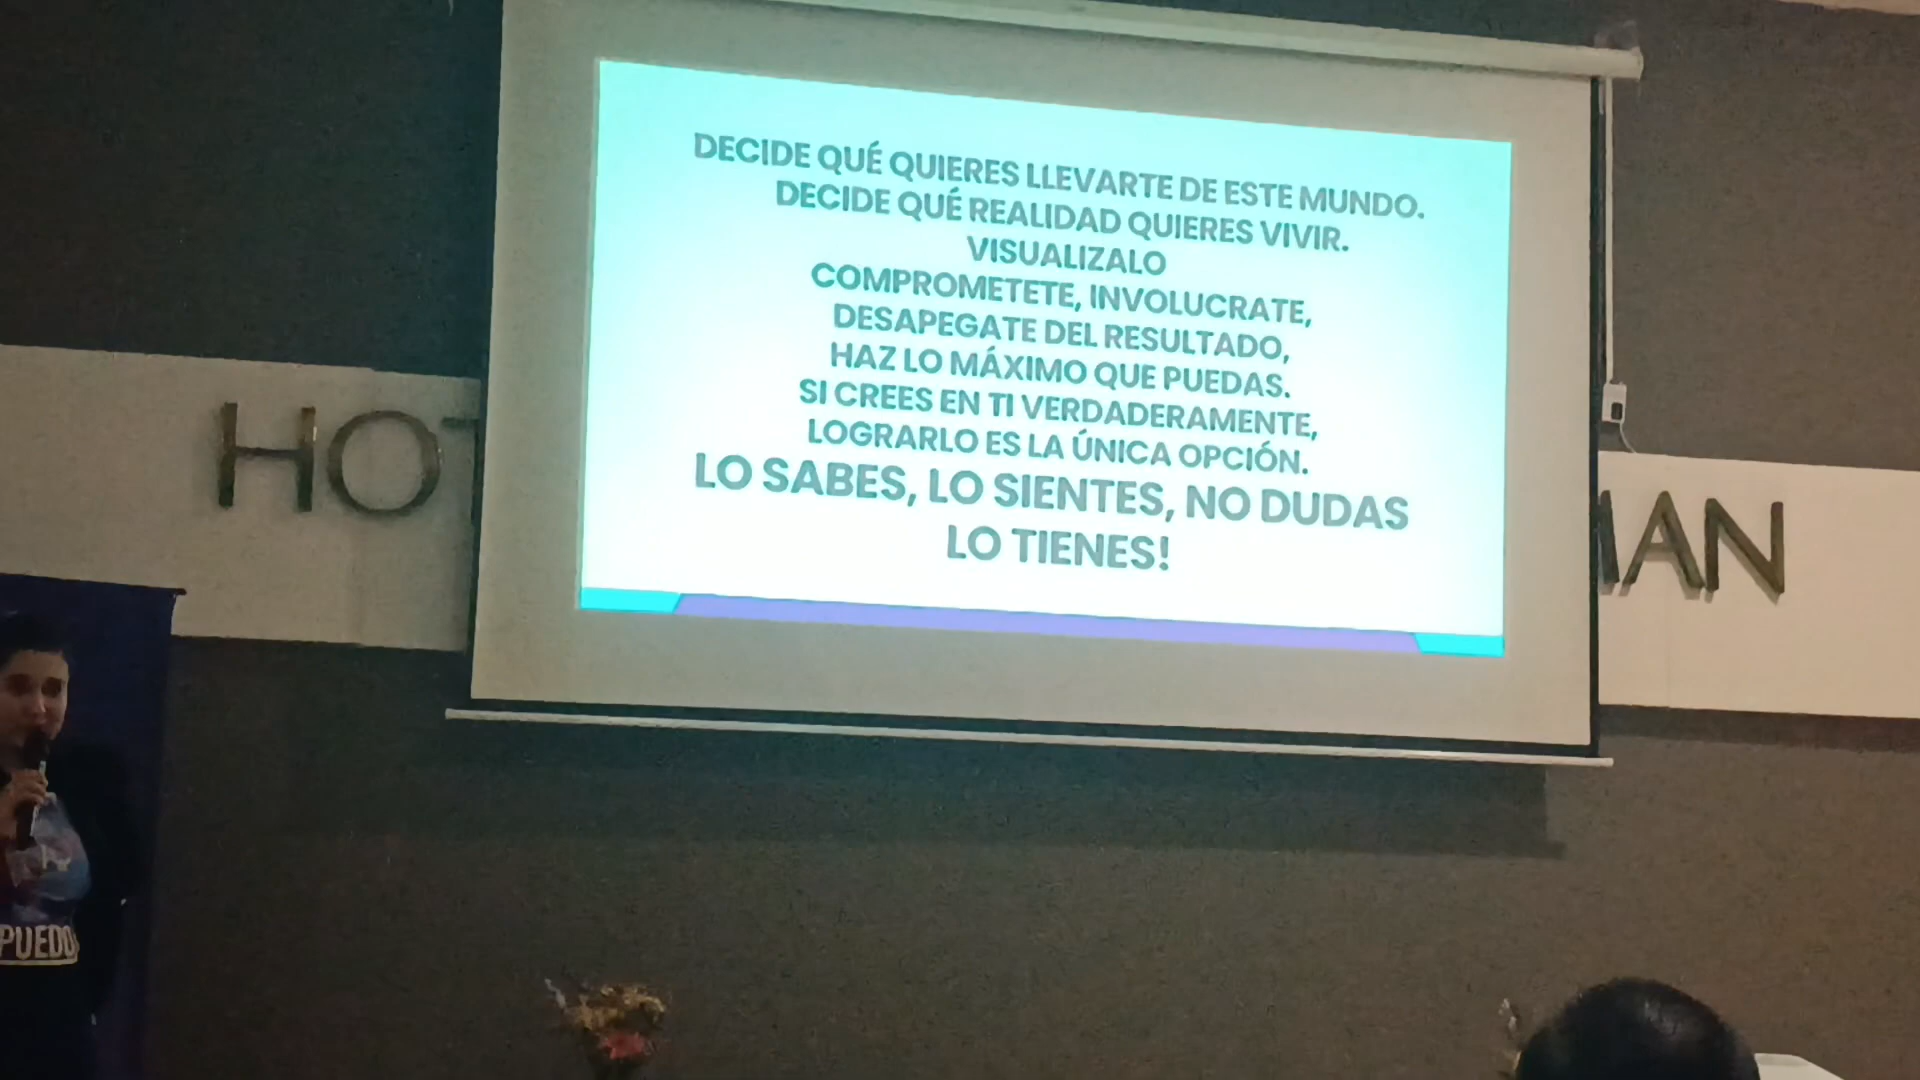 DECIDE QUÉ QUIERES LLEVARTE DE ESTE MUNDO.
DECIDE QUÉ REALIDAD QUIERES VIVIR.
VISUALIZALO
COMPROMETETE, INVOLUCRATE,
DESAPEGATE DEL RESULTADO,
HAZ LO MÁXIMO QUE PUEDAS.
SI CREES EN TI VERDADERAMENTE,
LOGRARLO ES LA ÚNICA OPCIÓN.
LO SABES, LO SIENTES, NO DUDAS
LO TIENES!
HOT
MAN
PUEDO